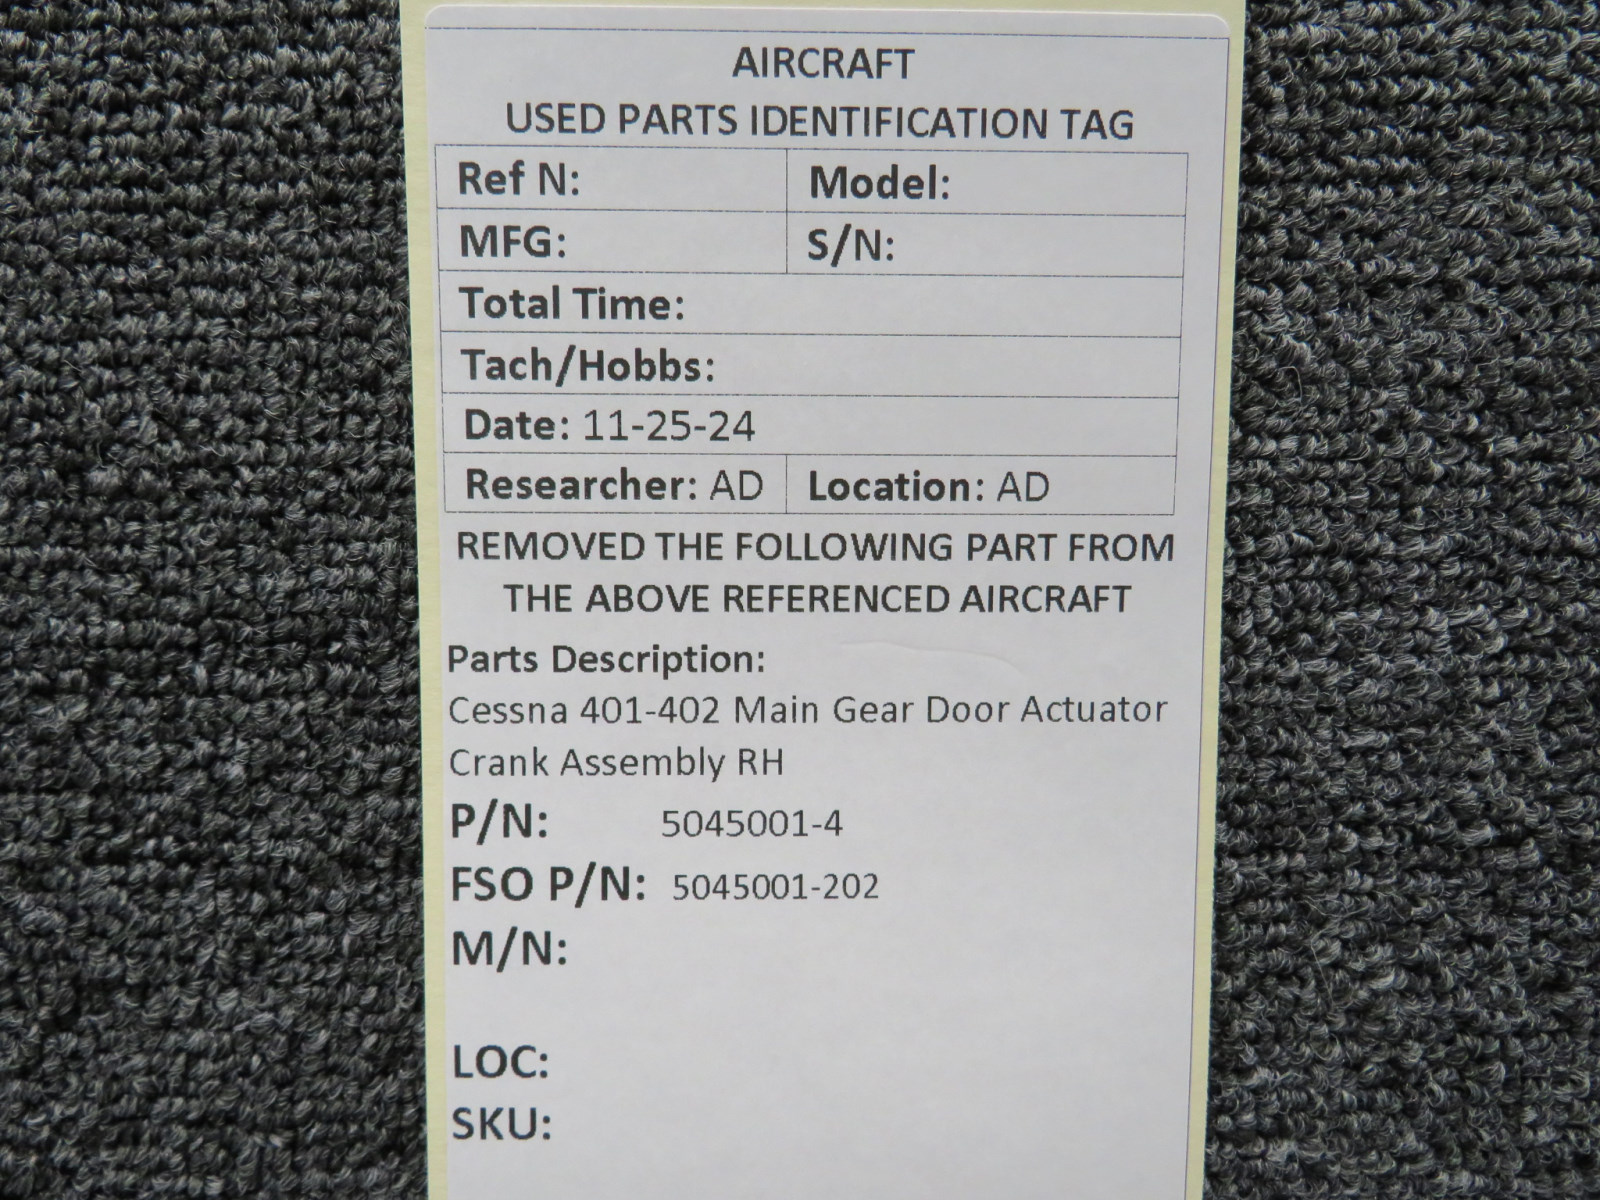 AIRCRAFT
USED PARTS IDENTIFICATION TAG
Ref N: Model:
MFG: S/N:
Total Time:
Tach/Hobbs:
Date: 11-25-24
Researcher: AD Location: AD
REMOVED THE FOLLOWING PART FROM
THE ABOVE REFERENCED AIRCRAFT
Parts Description:
Cessna 401-402 Main Gear Door Actuator
Crank Assembly RH
P/N: 5045001-4
FSO P/N: 5045001-202
M/N:
LOC:
SKU: